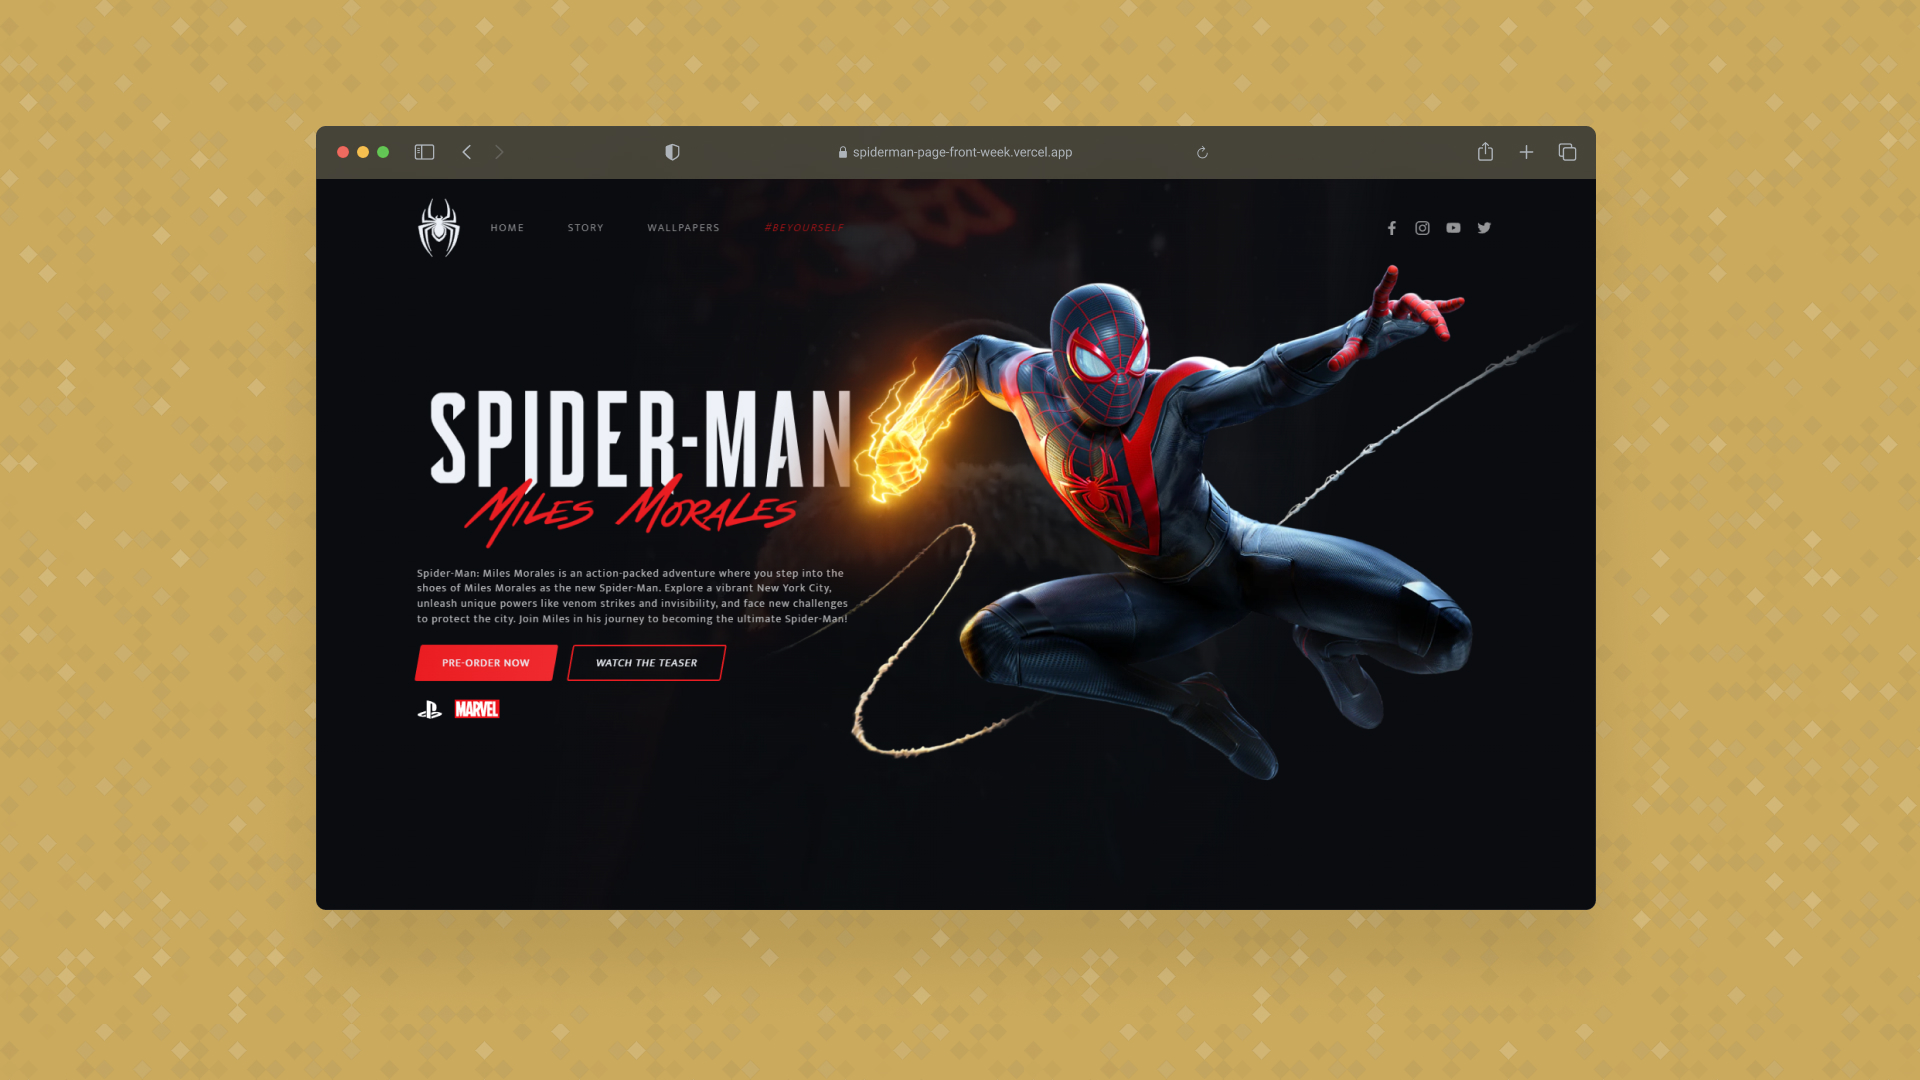 spiderman-page-front-week.vercel.app
HOME STORY WALLPAPERS #BEYOURSELF
SPIDER-MAN
MILES MORALES
Spider-Man: Miles Morales is an action-packed adventure where you step into the
shoes of Miles Morales as the new Spider-Man. Explore a vibrant New York City,
unleash unique powers like venom strikes and invisibility, and face new challenges
to protect the city. Join Miles in his journey to becoming the ultimate Spider-Man!
PRE-ORDER NOW WATCH THE TEASER
MARVEL